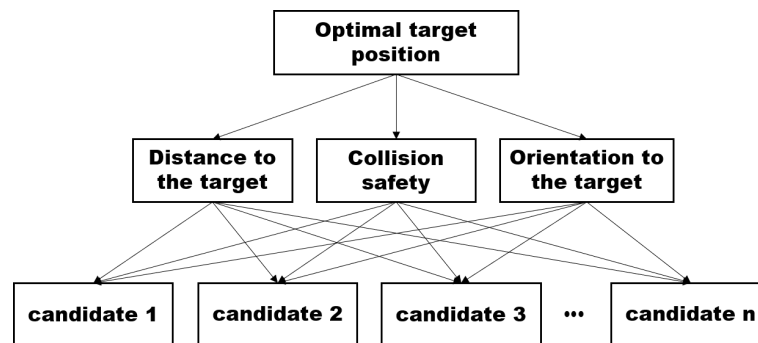 Optimal target
position
Distance to
the target
Collision
safety
Orientation to
the target
candidate 1
candidate 2
candidate 3
...
candidate n